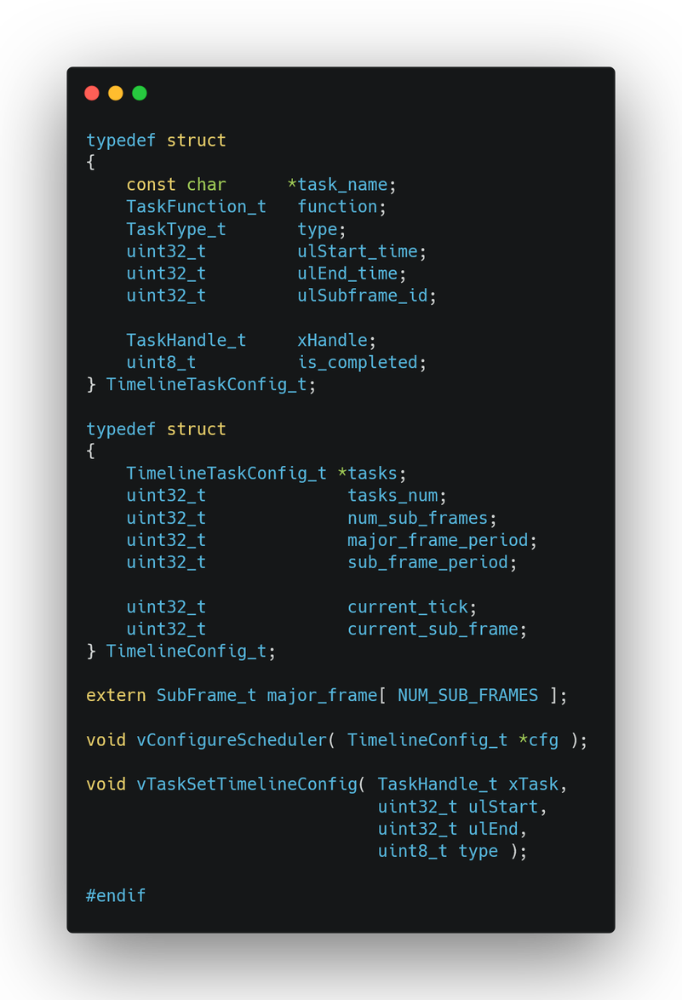 typedef struct
{
    const char      *task_name;
    TaskFunction_t   function;
    TaskType_t       type;
    uint32_t         ulStart_time;
    uint32_t         ulEnd_time;
    uint32_t         ulSubframe_id;

    TaskHandle_t     xHandle;
    uint8_t          is_completed;
} TimelineTaskConfig_t;

typedef struct
{
    TimelineTaskConfig_t *tasks;
    uint32_t              tasks_num;
    uint32_t              num_sub_frames;
    uint32_t              major_frame_period;
    uint32_t              sub_frame_period;

    uint32_t              current_tick;
    uint32_t              current_sub_frame;
} TimelineConfig_t;

extern SubFrame_t major_frame[ NUM_SUB_FRAMES ];

void vConfigureScheduler( TimelineConfig_t *cfg );

void vTaskSetTimelineConfig( TaskHandle_t xTask,
                             uint32_t ulStart,
                             uint32_t ulEnd,
                             uint8_t type );

#endif